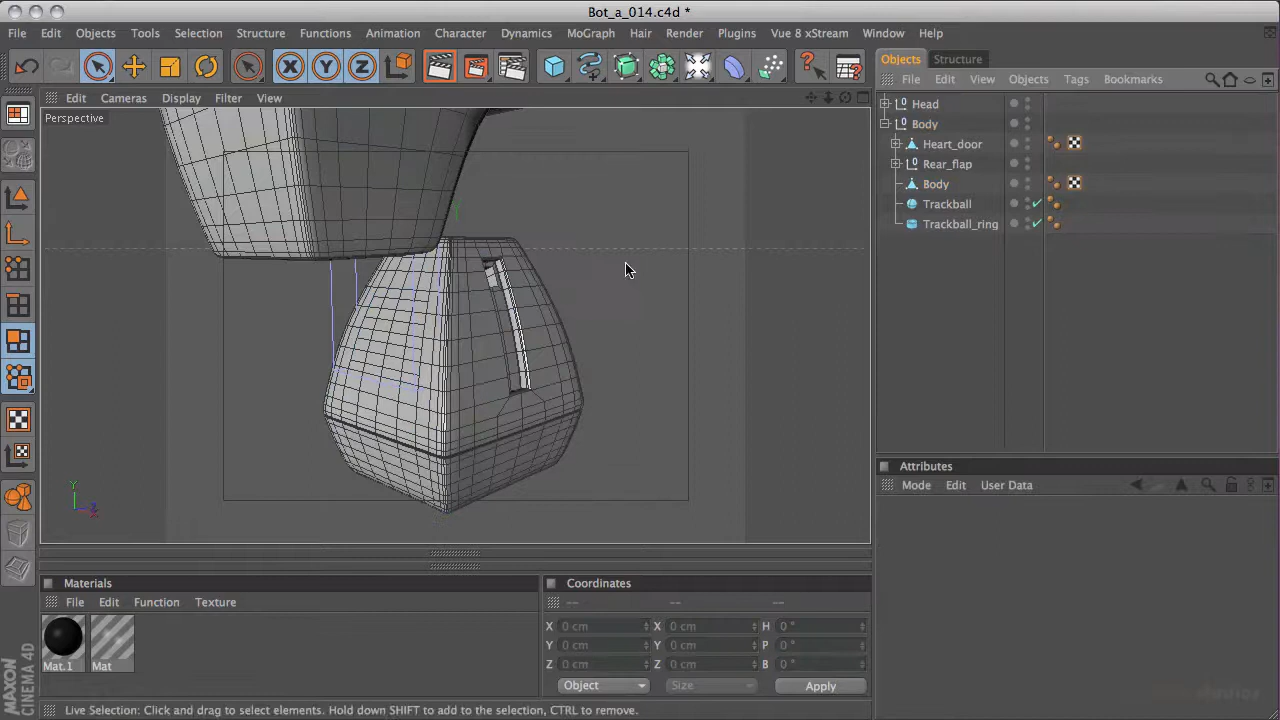 Bot_a_014.c4d *
File Edit Objects Tools Selection Structure Functions Animation Character Dynamics MoGraph Hair Render Plugins Vue 8 xStream Window Help
X Y Z
Objects Structure
File Edit View Objects Tags Bookmarks
Edit Cameras Display Filter View
Perspective
Head
Body
Heart_door
Rear_flap
Body
Trackball
Trackball_ring
Attributes
Mode Edit User Data
Y
Z
X
Materials
File Edit Function Texture
Mat.1 Mat
Coordinates
-- -- --
X 0 cm X 0 cm H 0 °
Y 0 cm Y 0 cm P 0 °
Z 0 cm Z 0 cm B 0 °
Object Size Apply
MAXON
CINEMA 4D
Live Selection: Click and drag to select elements. Hold down SHIFT to add to the selection, CTRL to remove.